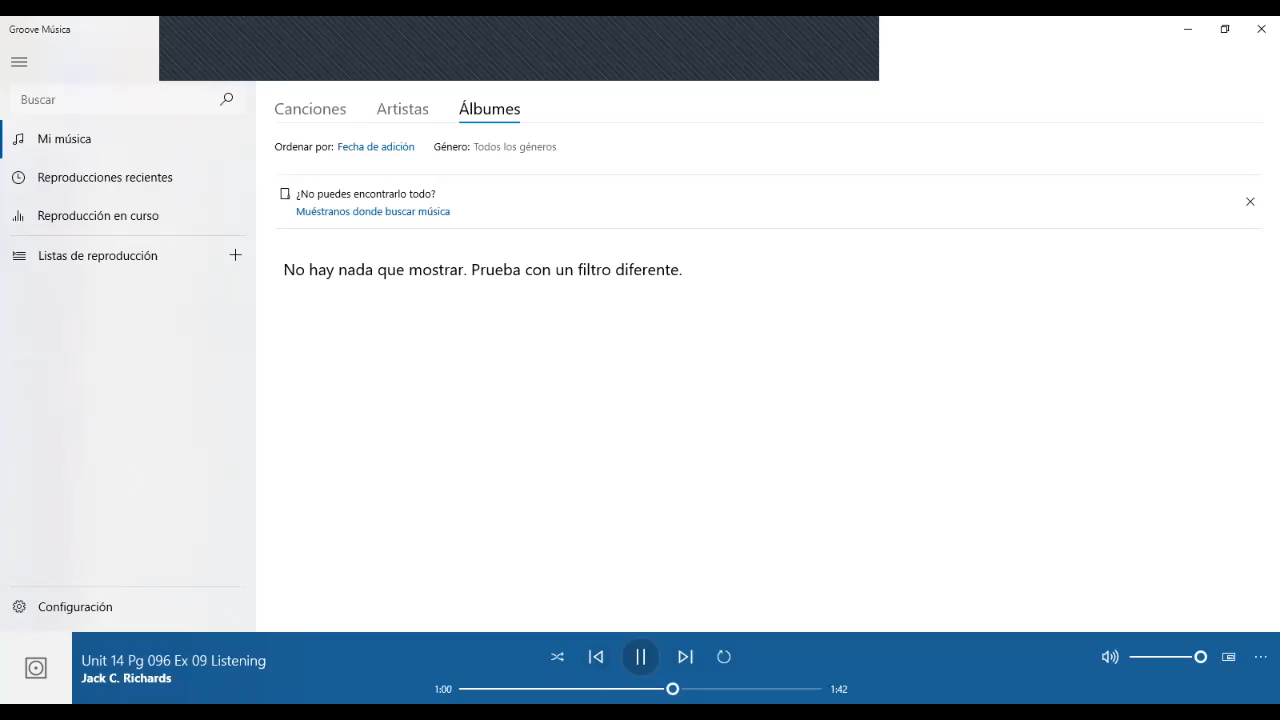 Groove Música
Buscar
Mi música
Reproducciones recientes
Reproducción en curso
Listas de reproducción
Configuración
Canciones Artistas Álbumes
Ordenar por: Fecha de adición Género: Todos los géneros
¿No puedes encontrarlo todo?
Muéstranos donde buscar música
No hay nada que mostrar. Prueba con un filtro diferente.
Unit 14 Pg 096 Ex 09 Listening
Jack C. Richards
1:00 1:42